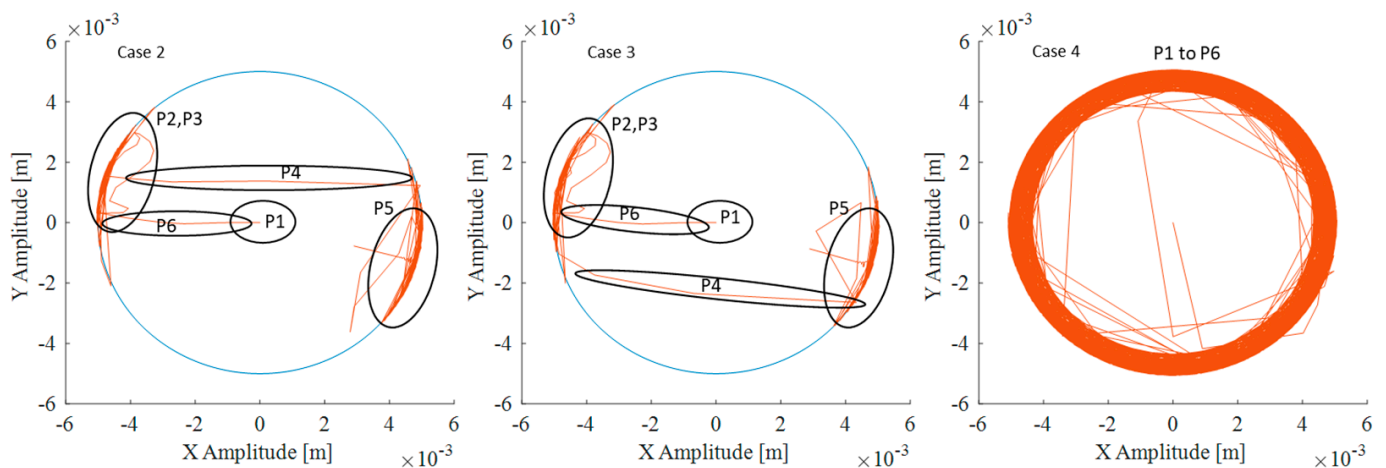 ×10⁻³
Case 2
P2,P3
P4
P6
P1
P5
6
4
2
0
-2
-4
-6
Y Amplitude [m]
-6 -4 -2 0 2 4 6
X Amplitude [m]
×10⁻³
×10⁻³
Case 3
P2,P3
P6
P1
P5
P4
6
4
2
0
-2
-4
-6
Y Amplitude [m]
-6 -4 -2 0 2 4 6
X Amplitude [m]
×10⁻³
×10⁻³
Case 4 P1 to P6
6
4
2
0
-2
-4
-6
Y Amplitude [m]
-6 -4 -2 0 2 4 6
X Amplitude [m]
×10⁻³